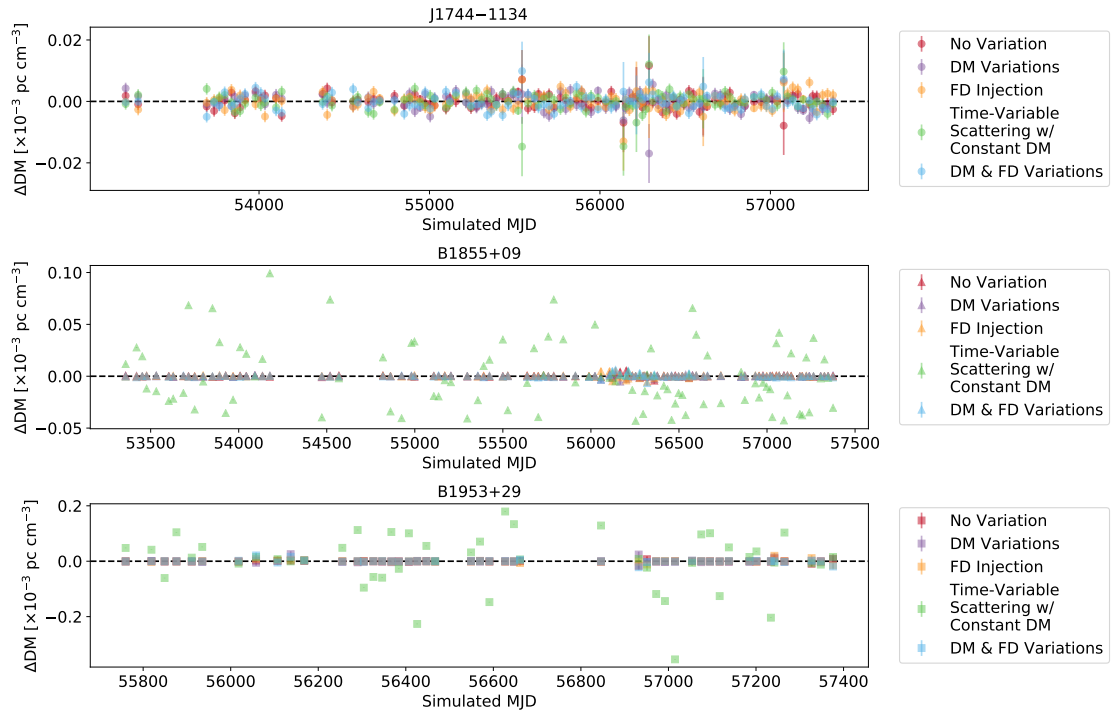 J1744−1134
0.02
0.00
−0.02
ΔDM [×10⁻³ pc cm⁻³]
54000 55000 56000 57000
Simulated MJD
No Variation
DM Variations
FD Injection
Time-Variable
Scattering w/
Constant DM
DM & FD Variations
B1855+09
0.10
0.05
0.00
−0.05
ΔDM [×10⁻³ pc cm⁻³]
53500 54000 54500 55000 55500 56000 56500 57000 57500
Simulated MJD
No Variation
DM Variations
FD Injection
Time-Variable
Scattering w/
Constant DM
DM & FD Variations
B1953+29
0.2
0.0
−0.2
ΔDM [×10⁻³ pc cm⁻³]
55800 56000 56200 56400 56600 56800 57000 57200 57400
Simulated MJD
No Variation
DM Variations
FD Injection
Time-Variable
Scattering w/
Constant DM
DM & FD Variations